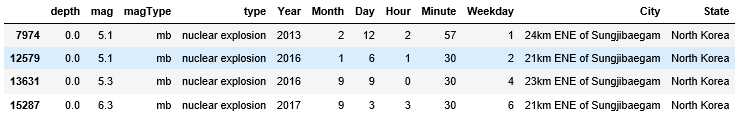 depth mag magType type Year Month Day Hour Minute Weekday City State
7974 0.0 5.1 mb nuclear explosion 2013 2 12 2 57 1 24km ENE of Sungjibaegam North Korea
12579 0.0 5.1 mb nuclear explosion 2016 1 6 1 30 2 21km ENE of Sungjibaegam North Korea
13631 0.0 5.3 mb nuclear explosion 2016 9 9 0 30 4 23km ENE of Sungjibaegam North Korea
15287 0.0 6.3 mb nuclear explosion 2017 9 3 3 30 6 21km ENE of Sungjibaegam North Korea